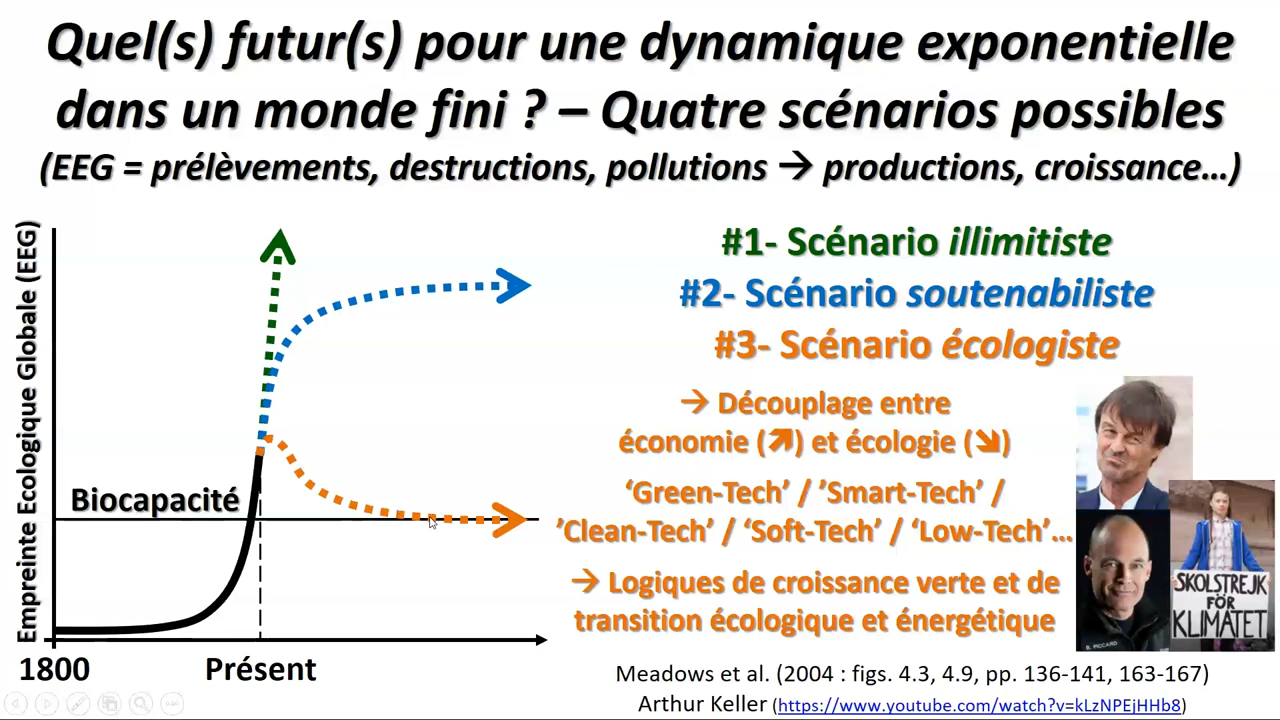 Quel(s) futur(s) pour une dynamique exponentielle
dans un monde fini ? – Quatre scénarios possibles
(EEG = prélèvements, destructions, pollutions → productions, croissance…)
Empreinte Ecologique Globale (EEG)
Biocapacité
1800
Présent
#1- Scénario illimitiste
#2- Scénario soutenabiliste
#3- Scénario écologiste
→ Découplage entre
économie (↗) et écologie (↘)
‘Green-Tech’ / ’Smart-Tech’ /
’Clean-Tech’ / ‘Soft-Tech’ / ‘Low-Tech’…
→ Logiques de croissance verte et de
transition écologique et énergétique
B. PICCARD
SKOLSTREJK
FÖR
KLIMATET
Meadows et al. (2004 : figs. 4.3, 4.9, pp. 136-141, 163-167)
Arthur Keller (https://www.youtube.com/watch?v=kLzNPEjHHb8)